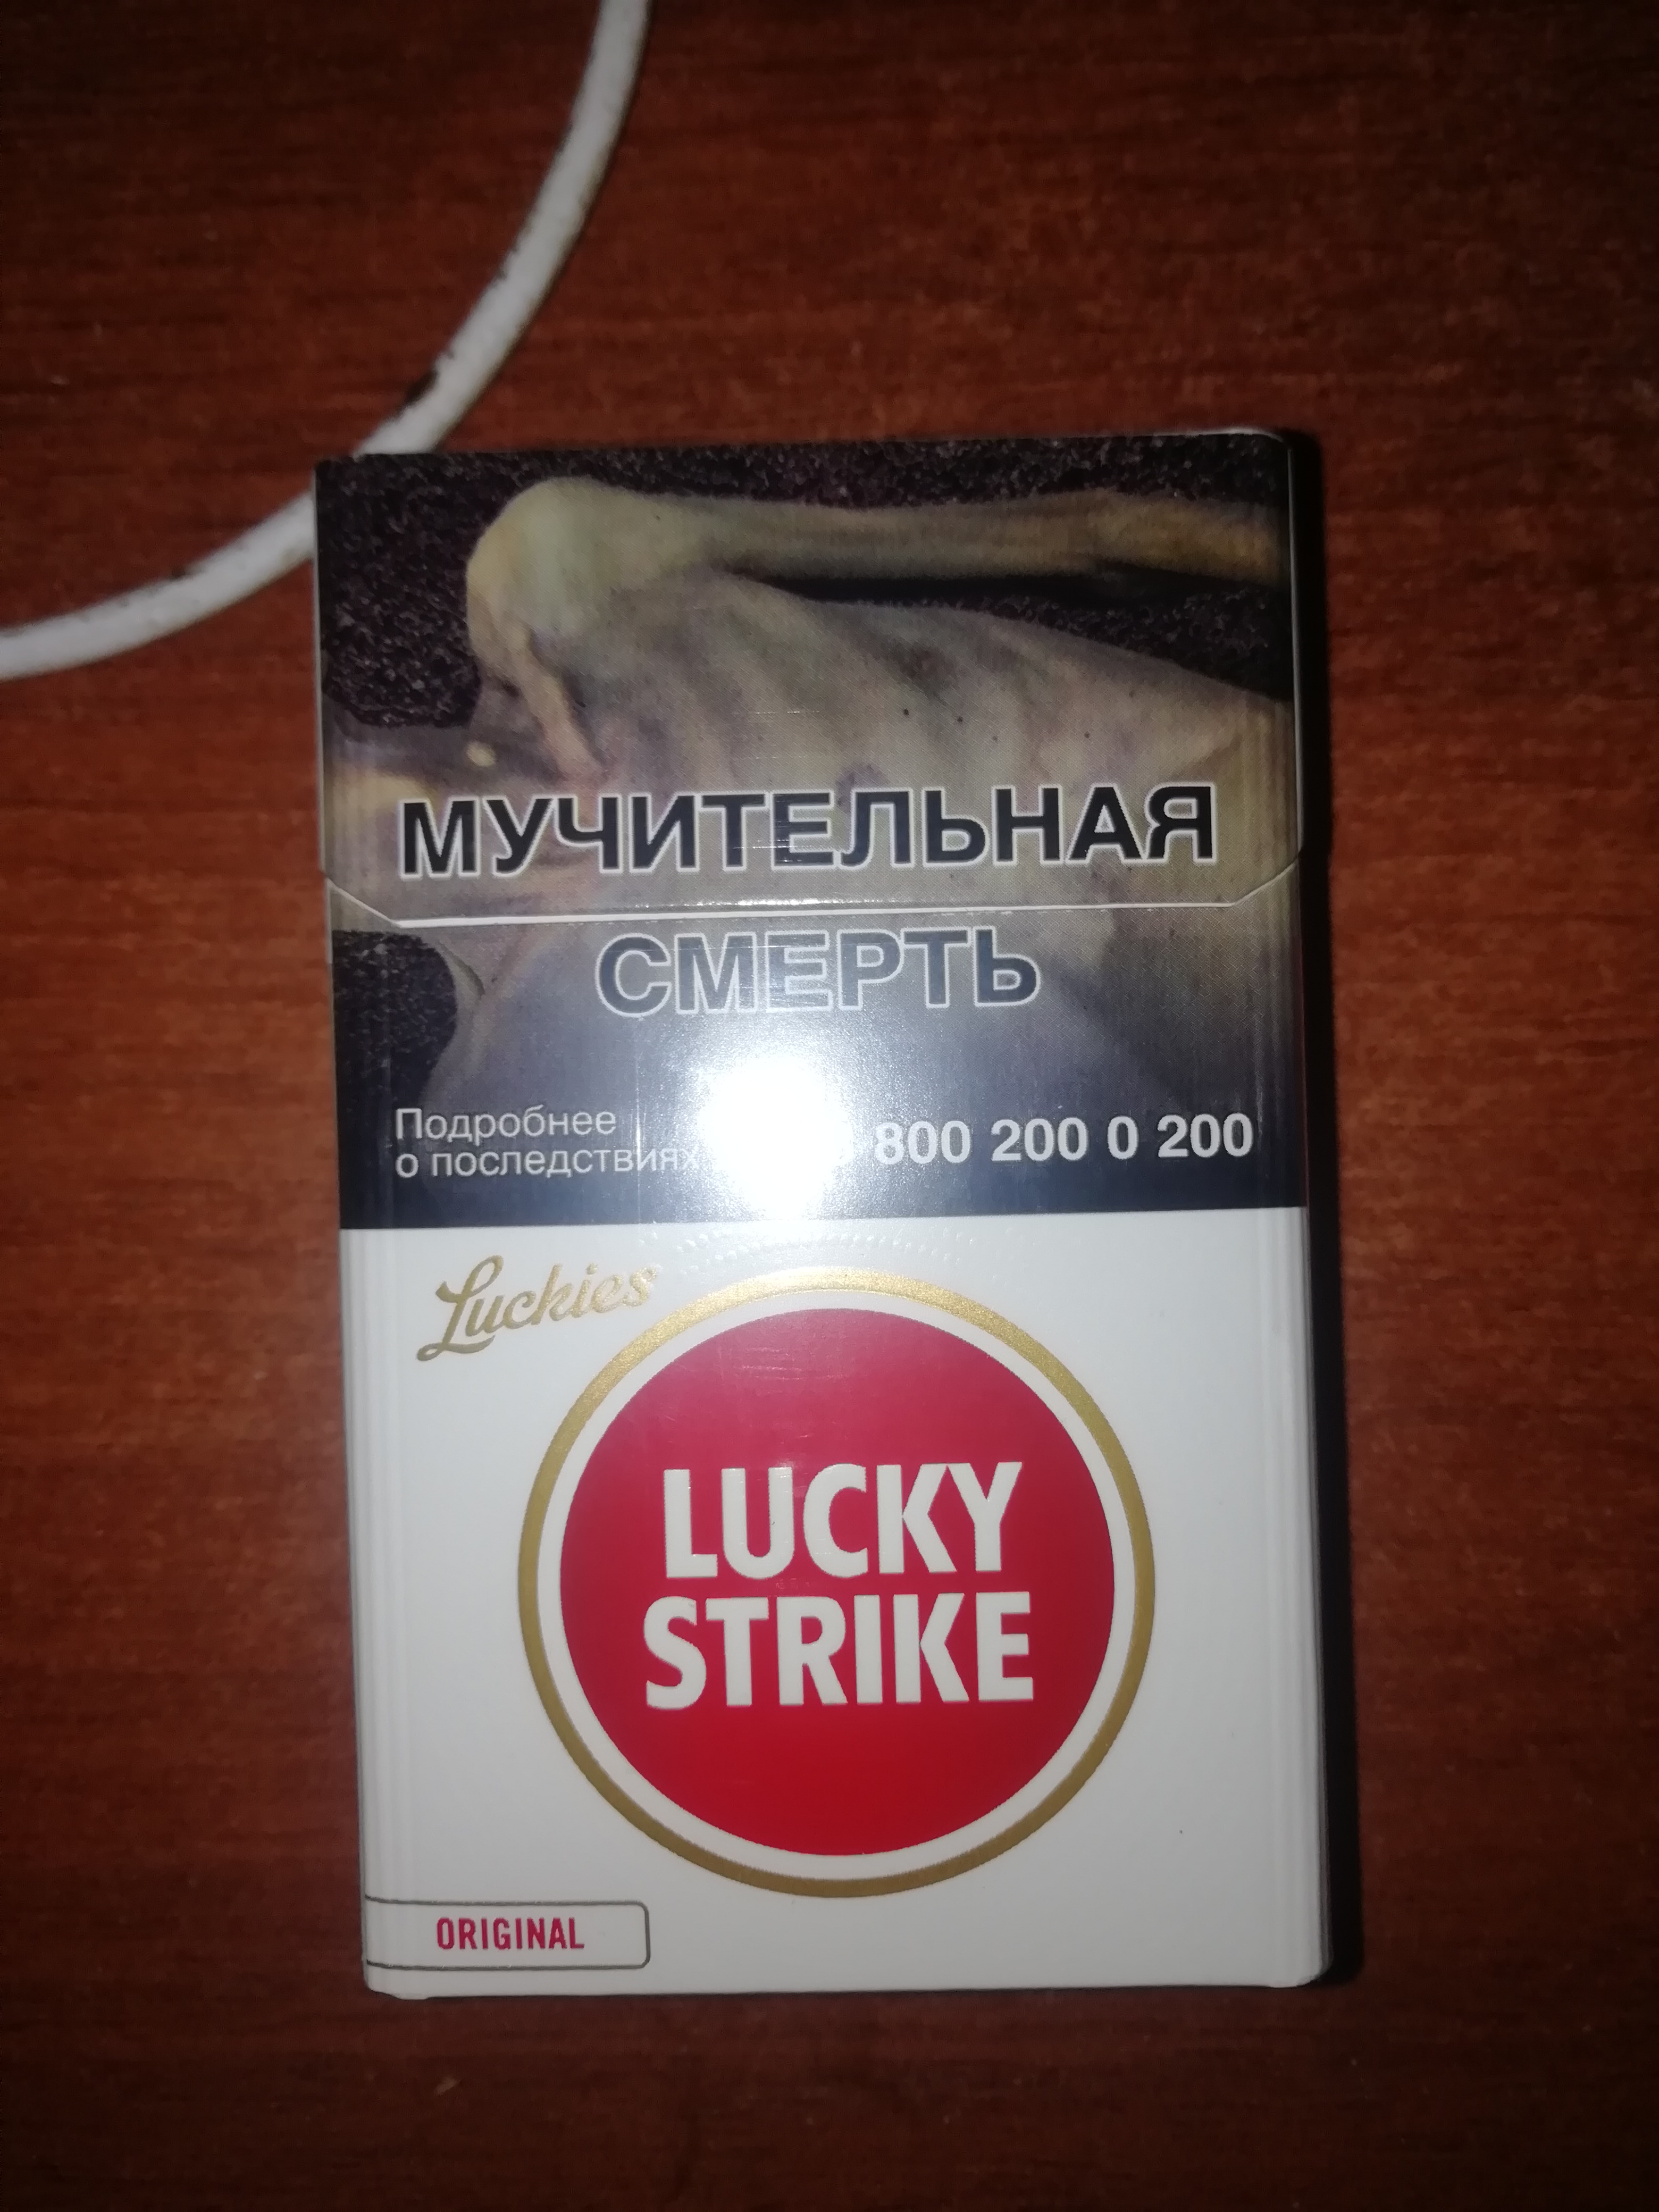 МУЧИТЕЛЬНАЯ
СМЕРТЬ
Подробнее
о последствиях
800 200 0 200
Luckies
LUCKY
STRIKE
ORIGINAL